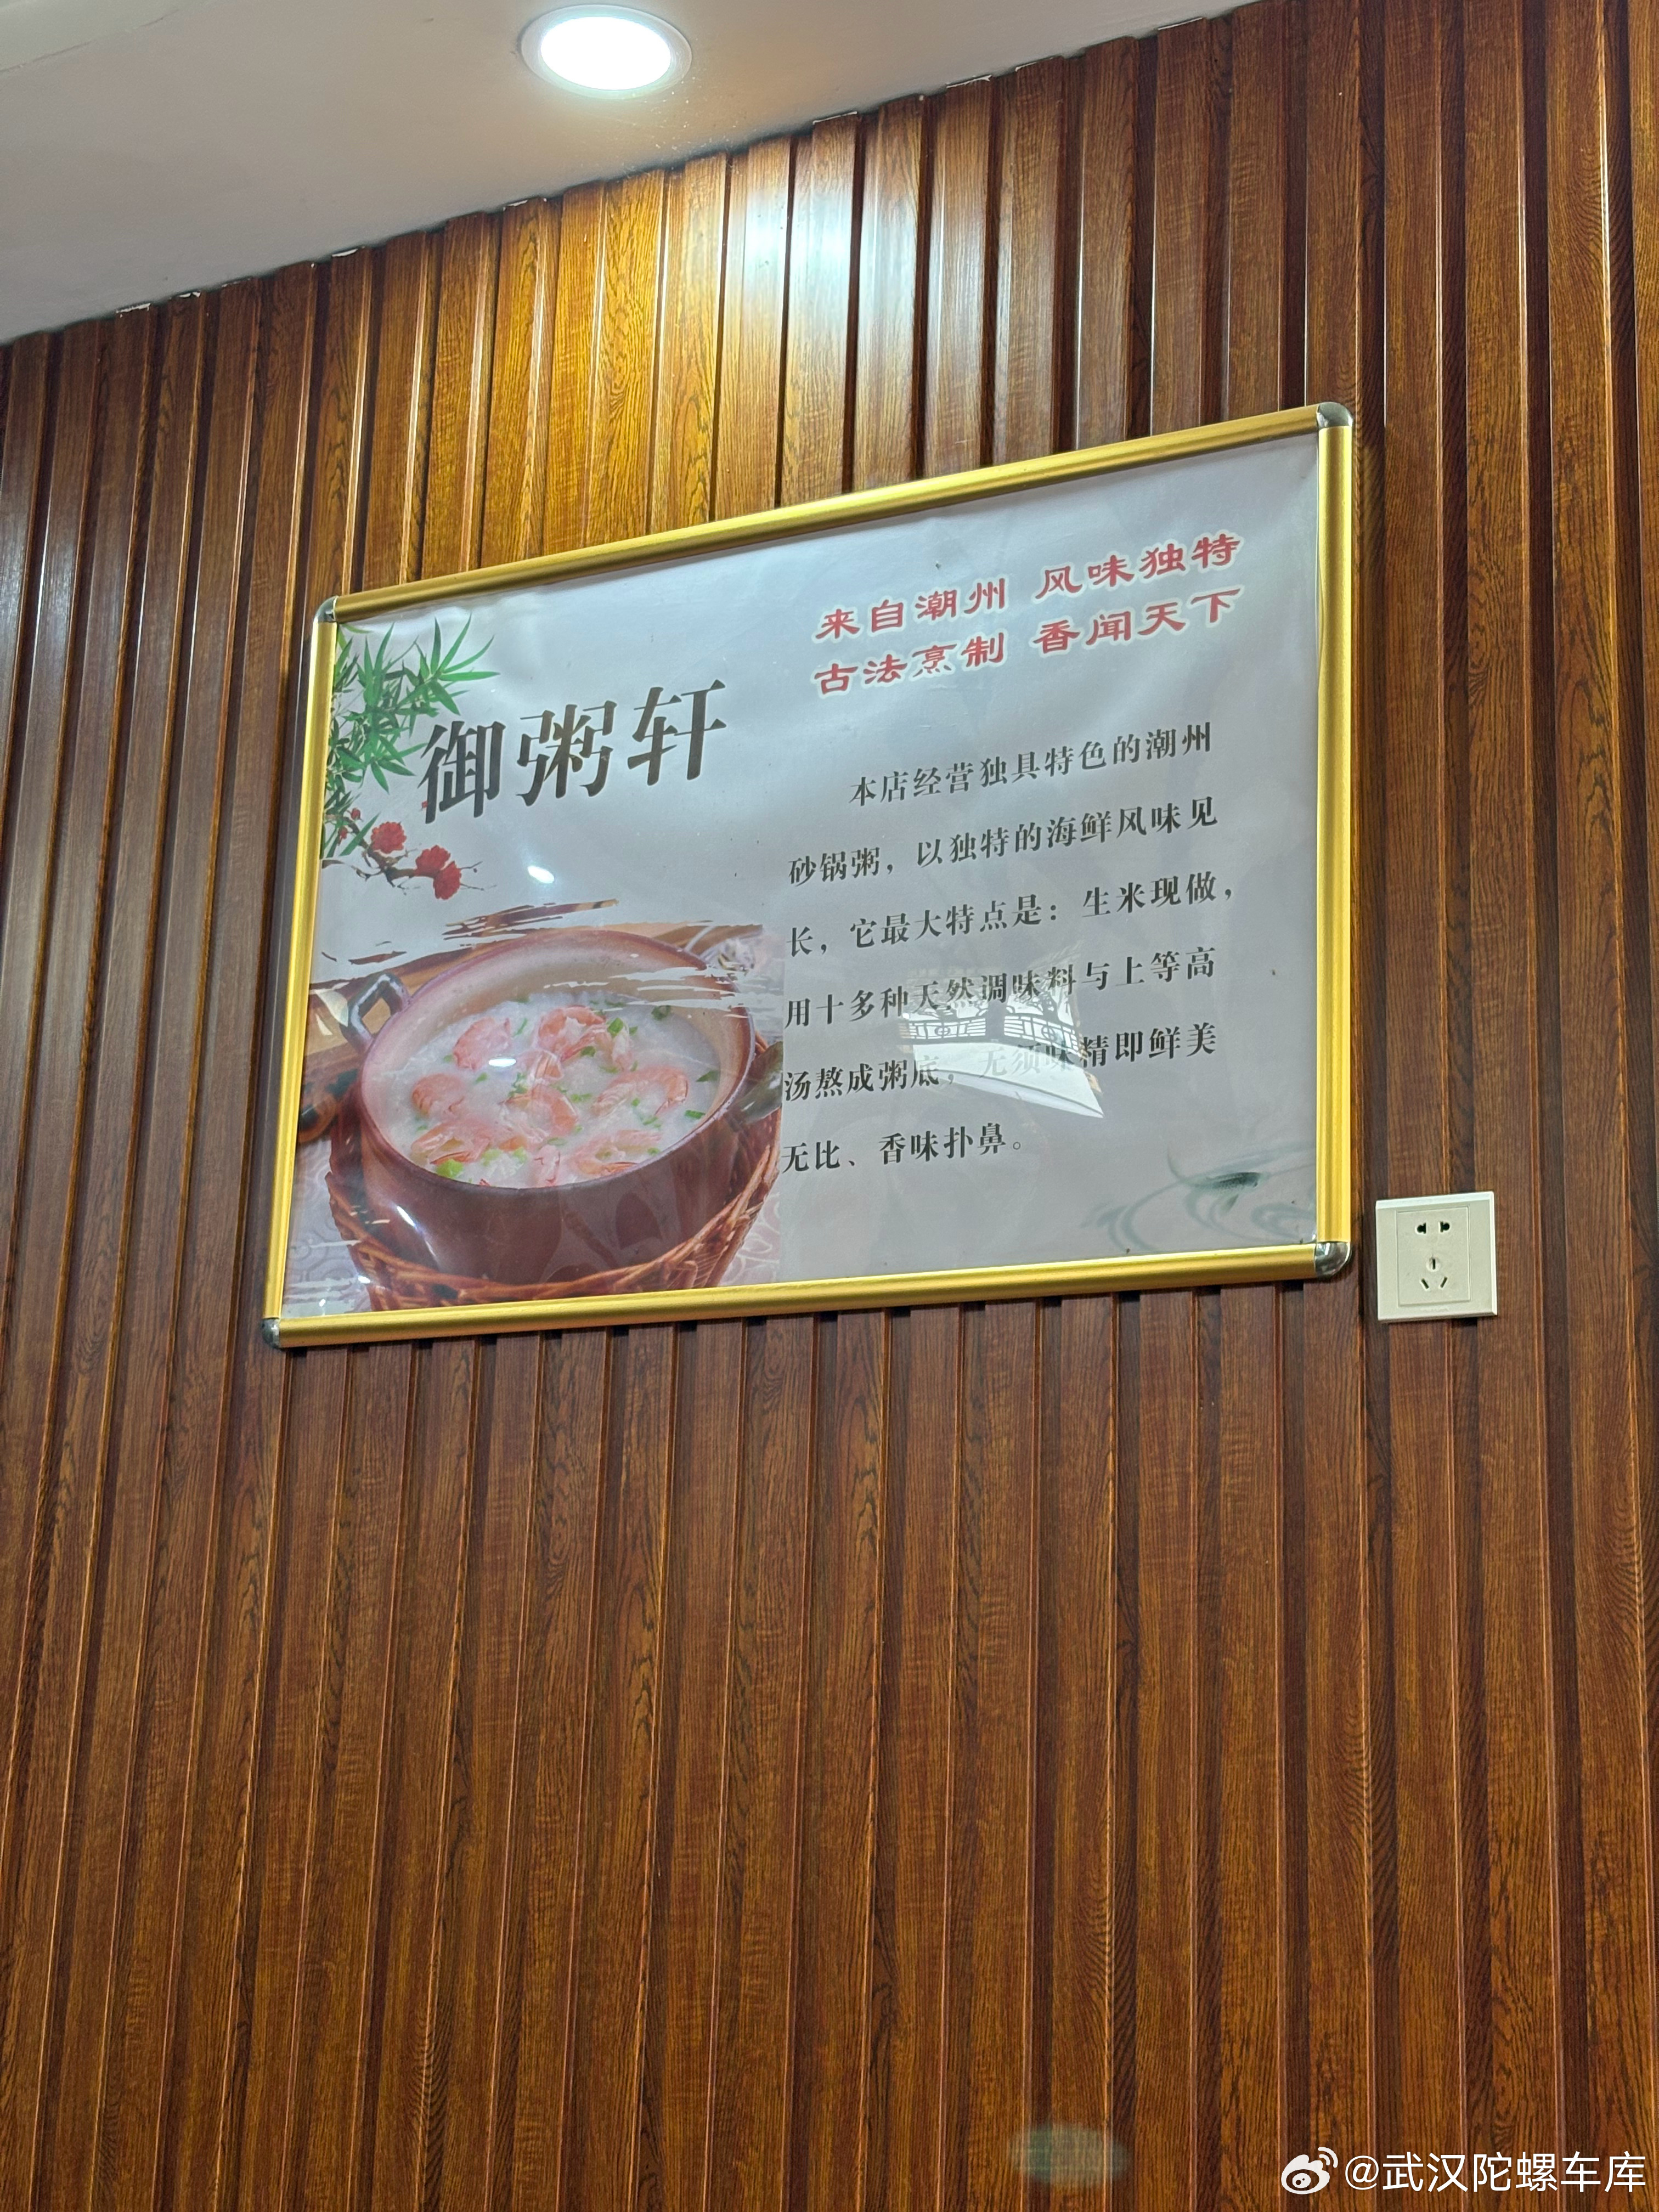 御粥轩
来自潮州 风味独特
古法烹制 香闻天下
本店经营独具特色的潮州
砂锅粥，以独特的海鲜风味见
长，它最大特点是：生米现做，
用十多种天然调味料与上等高
汤熬成粥底，无须味精即鲜美
无比、香味扑鼻。
@武汉陀螺车库